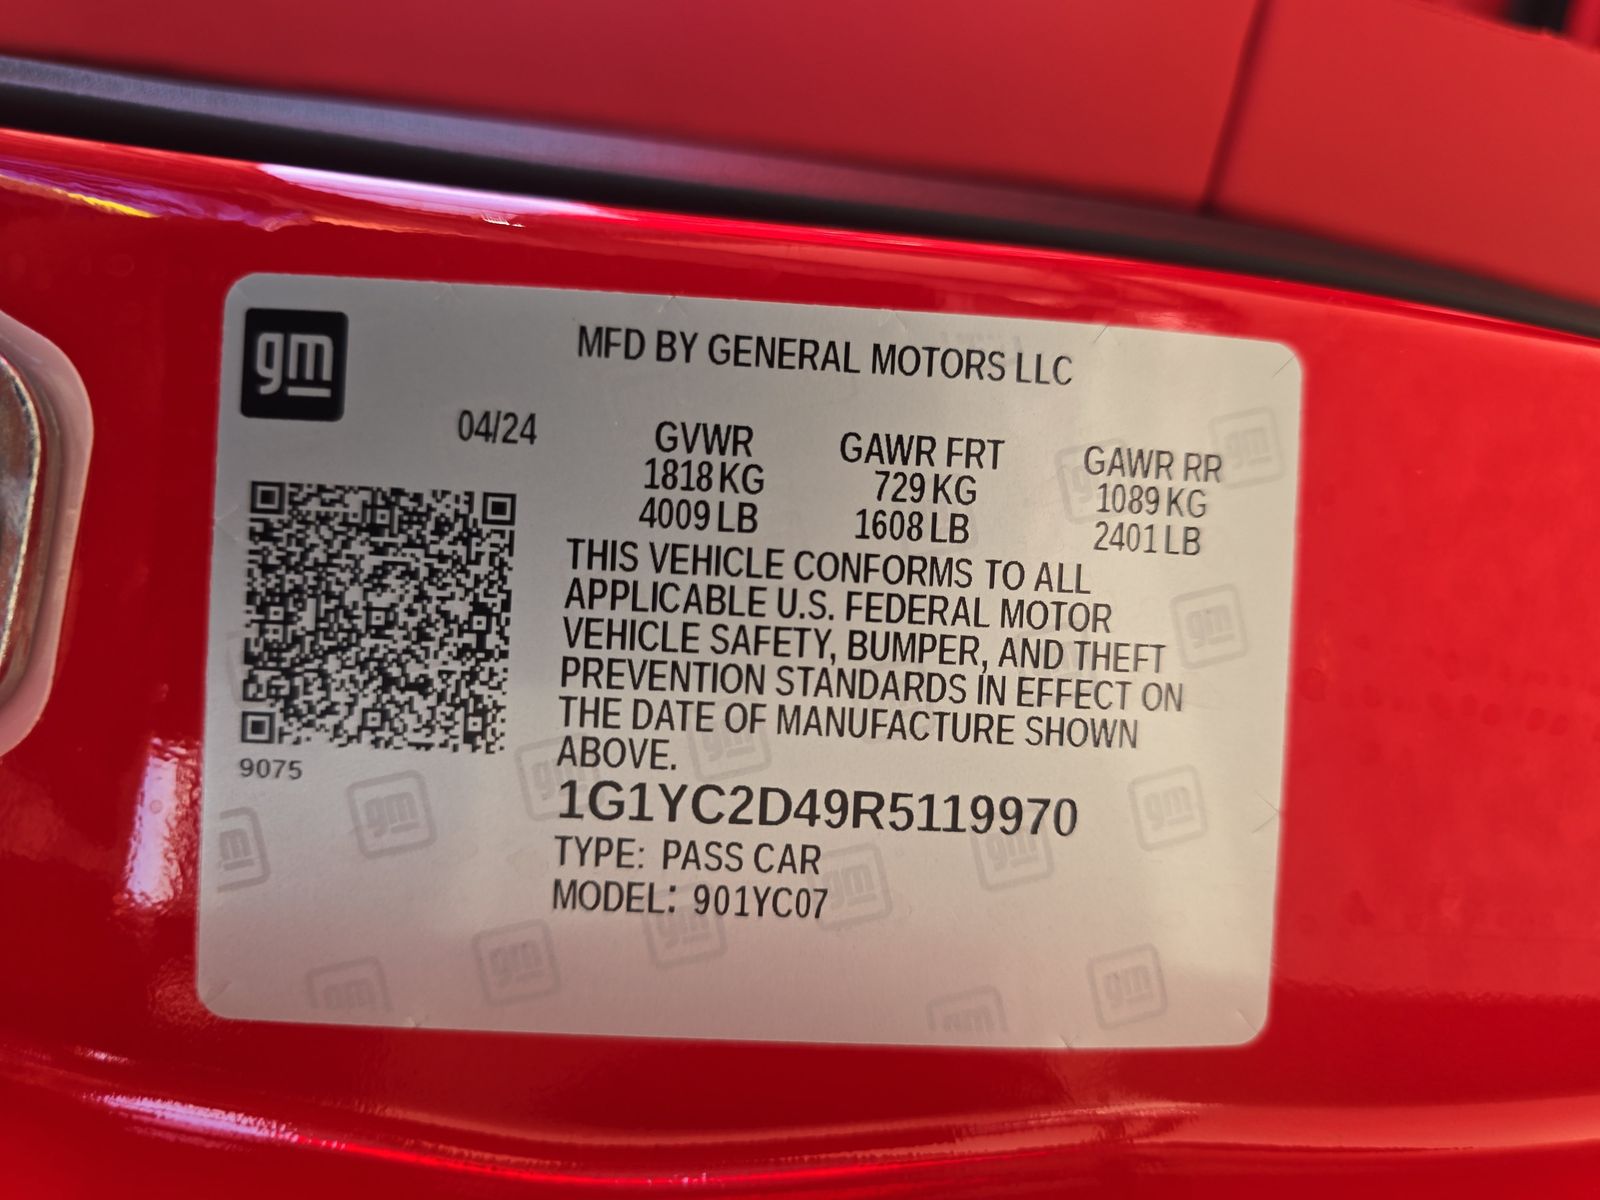 gm
MFD BY GENERAL MOTORS LLC
04/24
GVWR
1818 KG
4009 LB
GAWR FRT
729 KG
1608 LB
GAWR RR
1089 KG
2401 LB
THIS VEHICLE CONFORMS TO ALL
APPLICABLE U.S. FEDERAL MOTOR
VEHICLE SAFETY, BUMPER, AND THEFT
PREVENTION STANDARDS IN EFFECT ON
THE DATE OF MANUFACTURE SHOWN
ABOVE.
9075
1G1YC2D49R5119970
TYPE: PASS CAR
MODEL: 901YC07